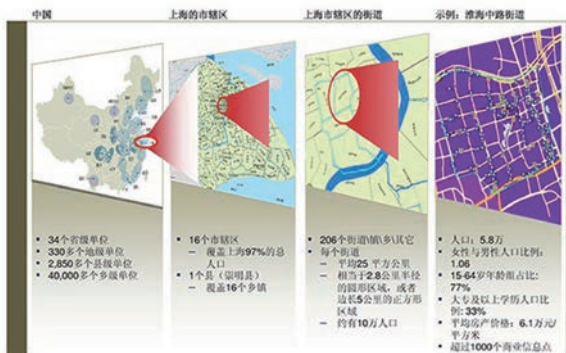 中国
34个省级单位
330多个地级单位
2,850多个县级单位
40,000多个乡级单位
上海的市辖区
16个市辖区
– 覆盖上海97%的总
人口
1个县（崇明县）
– 覆盖16个乡镇
上海市辖区的街道
206个街道\镇\乡\其它
每个街道
– 平均25 平方公里
– 相当于2.8公里半径
的圆形区域，或者
边长5公里的正方形
区域
– 约有10万人口
示例：淮海中路街道
人口：5.8万
女性与男性人口比例：
1.06
15-64岁年龄组占比：
77%
大专及以上学历人口比
例: 33%
平均房产价格：6.1万元/
平方米
超过1000个商业信息点